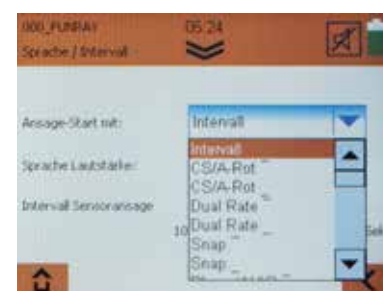 000_FUNRAY 05:24
Sprache / Intervall
Ansage-Start mit: Intervall
Intervall
CS/A-Rot
Sprache Lautstärke:
CS/A-Rot
Intervall Sensoransage
Dual Rate
10 Dual Rate
Snap
Snap